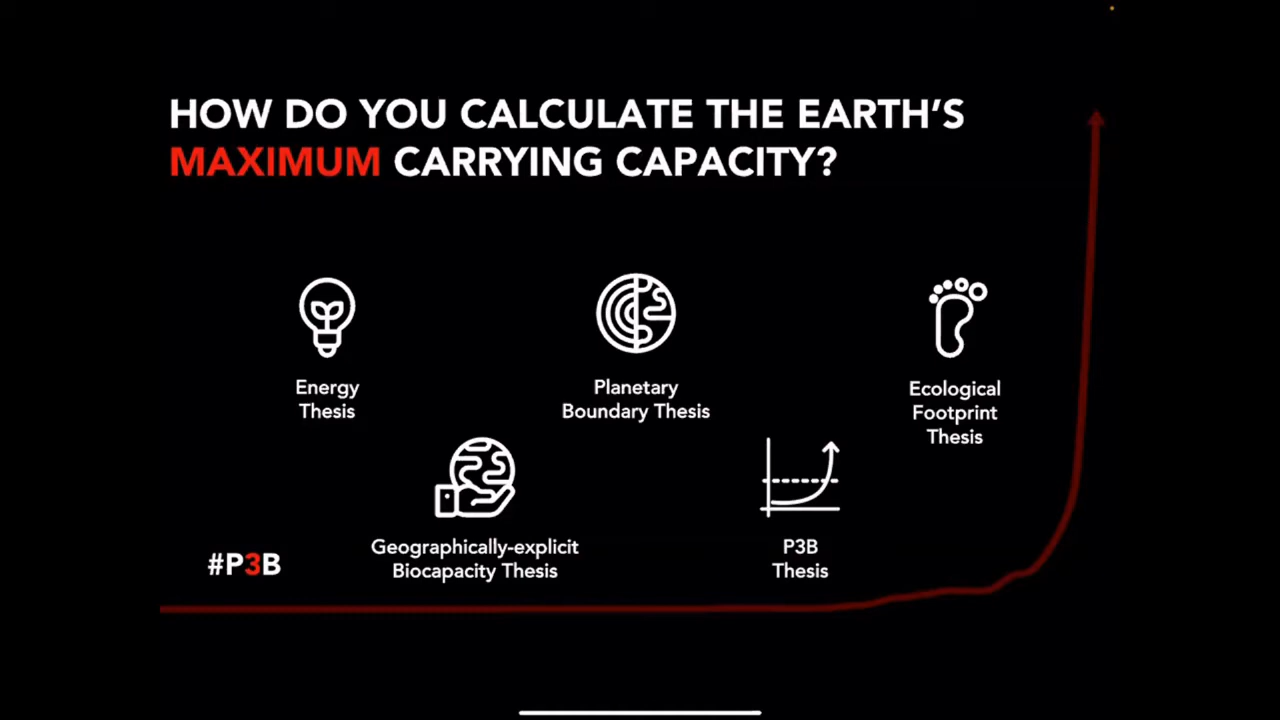 HOW DO YOU CALCULATE THE EARTH'S
MAXIMUM CARRYING CAPACITY?
Energy
Thesis
Planetary
Boundary Thesis
Ecological
Footprint
Thesis
Geographically-explicit
Biocapacity Thesis
P3B
Thesis
#P3B